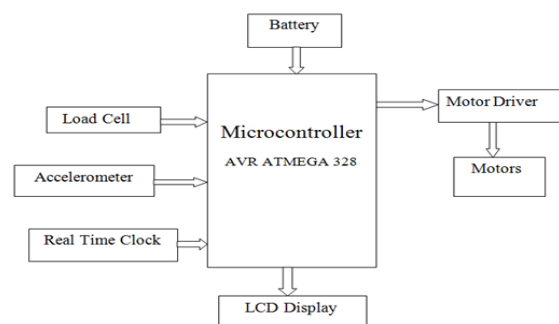 Battery
Load Cell
Accelerometer
Real Time Clock
Microcontroller
AVR ATMEGA 328
Motor Driver
Motors
LCD Display